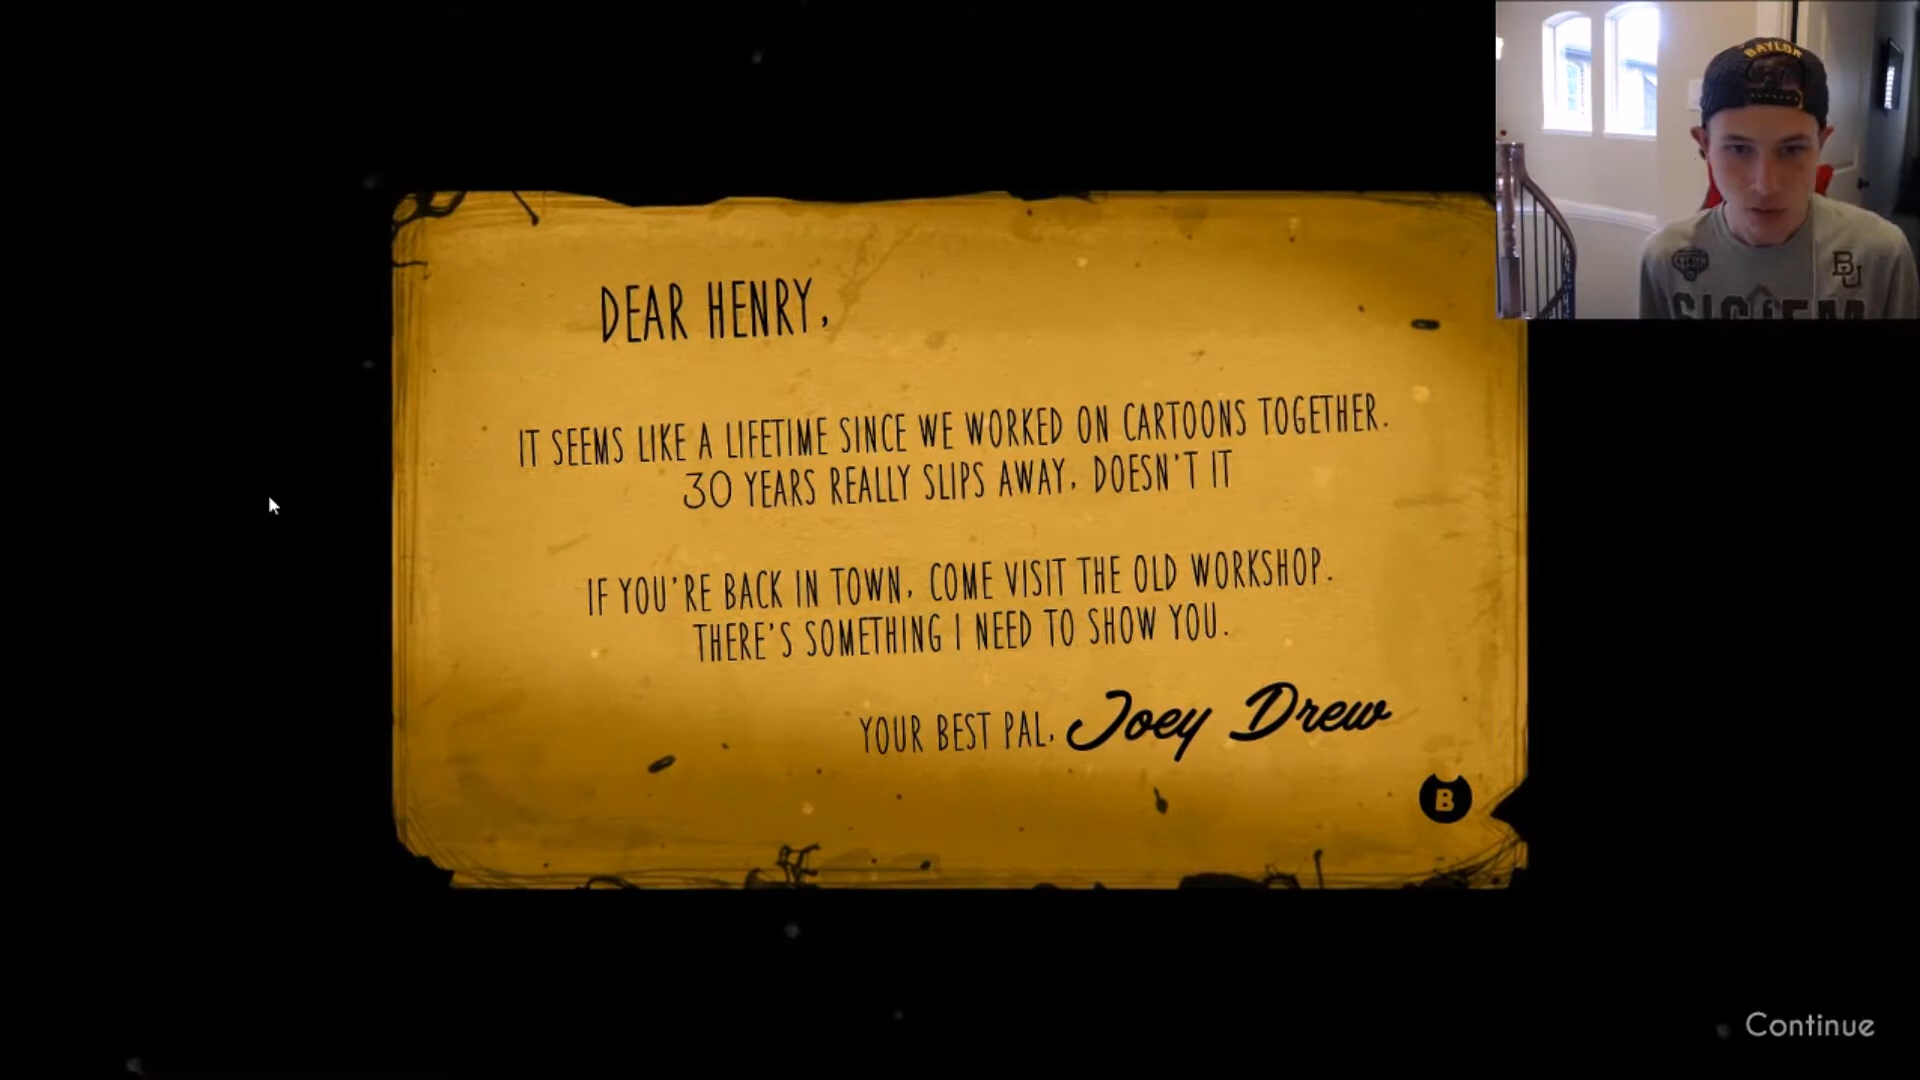 BAYLOR
BU
DEAR HENRY,
IT SEEMS LIKE A LIFETIME SINCE WE WORKED ON CARTOONS TOGETHER.
30 YEARS REALLY SLIPS AWAY, DOESN'T IT
IF YOU'RE BACK IN TOWN, COME VISIT THE OLD WORKSHOP.
THERE'S SOMETHING I NEED TO SHOW YOU.
YOUR BEST PAL, Joey Drew
B
Continue